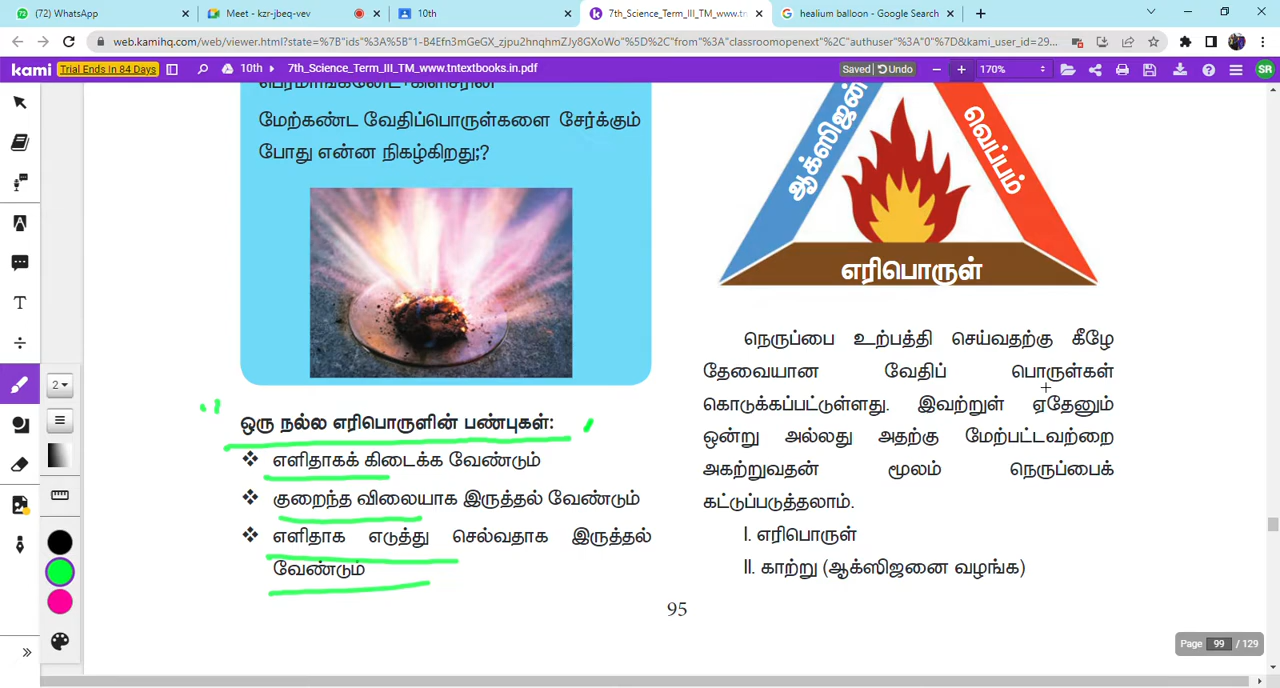 (72) WhatsApp
Meet - kzr-jbeq-vev
10th
7th_Science_Term_III_TM_www.tn
healium balloon - Google Search
web.kamihq.com/web/viewer.html?state=%7B"ids"%3A%5B"1-B4Efn3mGeGX_zjpu2hnqhmZJy8GXoWo"%5D%2C"from"%3A"classroomopenext"%2C"authuser"%3A"0"%7D&kami_user_id=29...
kami
Trial Ends In 84 Days
10th
7th_Science_Term_III_TM_www.tntextbooks.in.pdf
Saved
Undo
170%
SR
மேற்கண்ட வேதிப்பொருள்களை சேர்க்கும்
போது என்ன நிகழ்கிறது;?
ஒரு நல்ல எரிபொருளின் பண்புகள்:
❖ எளிதாகக் கிடைக்க வேண்டும்
❖ குறைந்த விலையாக இருத்தல் வேண்டும்
❖ எளிதாக எடுத்து செல்வதாக இருத்தல்
வேண்டும்
ஆக்ஸிஜன்
வெப்பம்
எரிபொருள்
நெருப்பை உற்பத்தி செய்வதற்கு கீழே
தேவையான வேதிப் பொருள்கள்
கொடுக்கப்பட்டுள்ளது. இவற்றுள் ஏதேனும்
ஒன்று அல்லது அதற்கு மேற்பட்டவற்றை
அகற்றுவதன் மூலம் நெருப்பைக்
கட்டுப்படுத்தலாம்.
I. எரிபொருள்
II. காற்று (ஆக்ஸிஜனை வழங்க)
95
2
Page 99 / 129